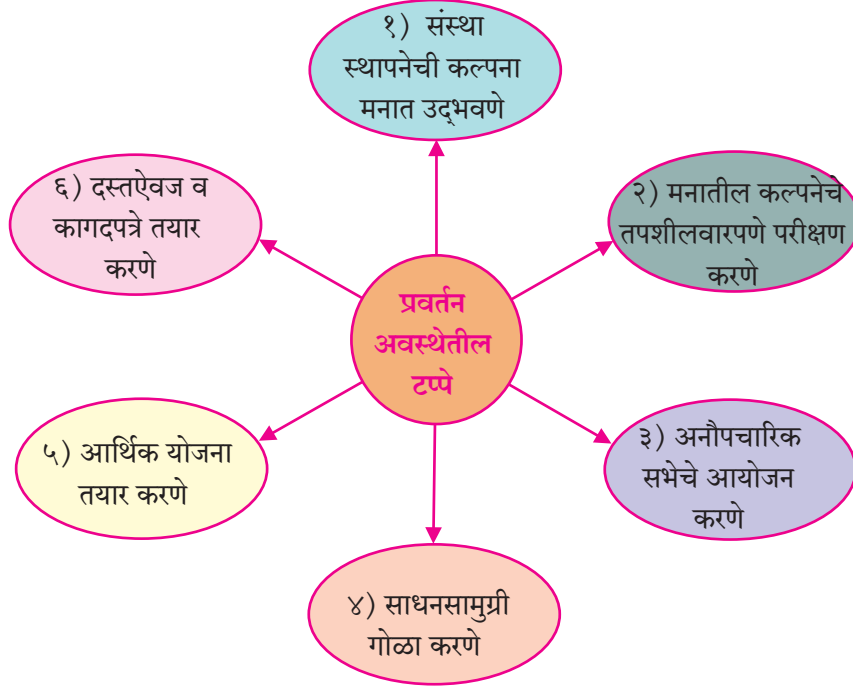 १) संस्था
स्थापनेची कल्पना
मनात उद्‌भवणे
२) मनातील कल्पनेचे
तपशीलवारपणे परीक्षण
करणे
३) अनौपचारिक
सभेचे आयोजन
करणे
४) साधनसामुग्री
गोळा करणे
५) आर्थिक योजना
तयार करणे
६) दस्तऐवज व
कागदपत्रे तयार
करणे
प्रवर्तन
अवस्थेतील
टप्पे